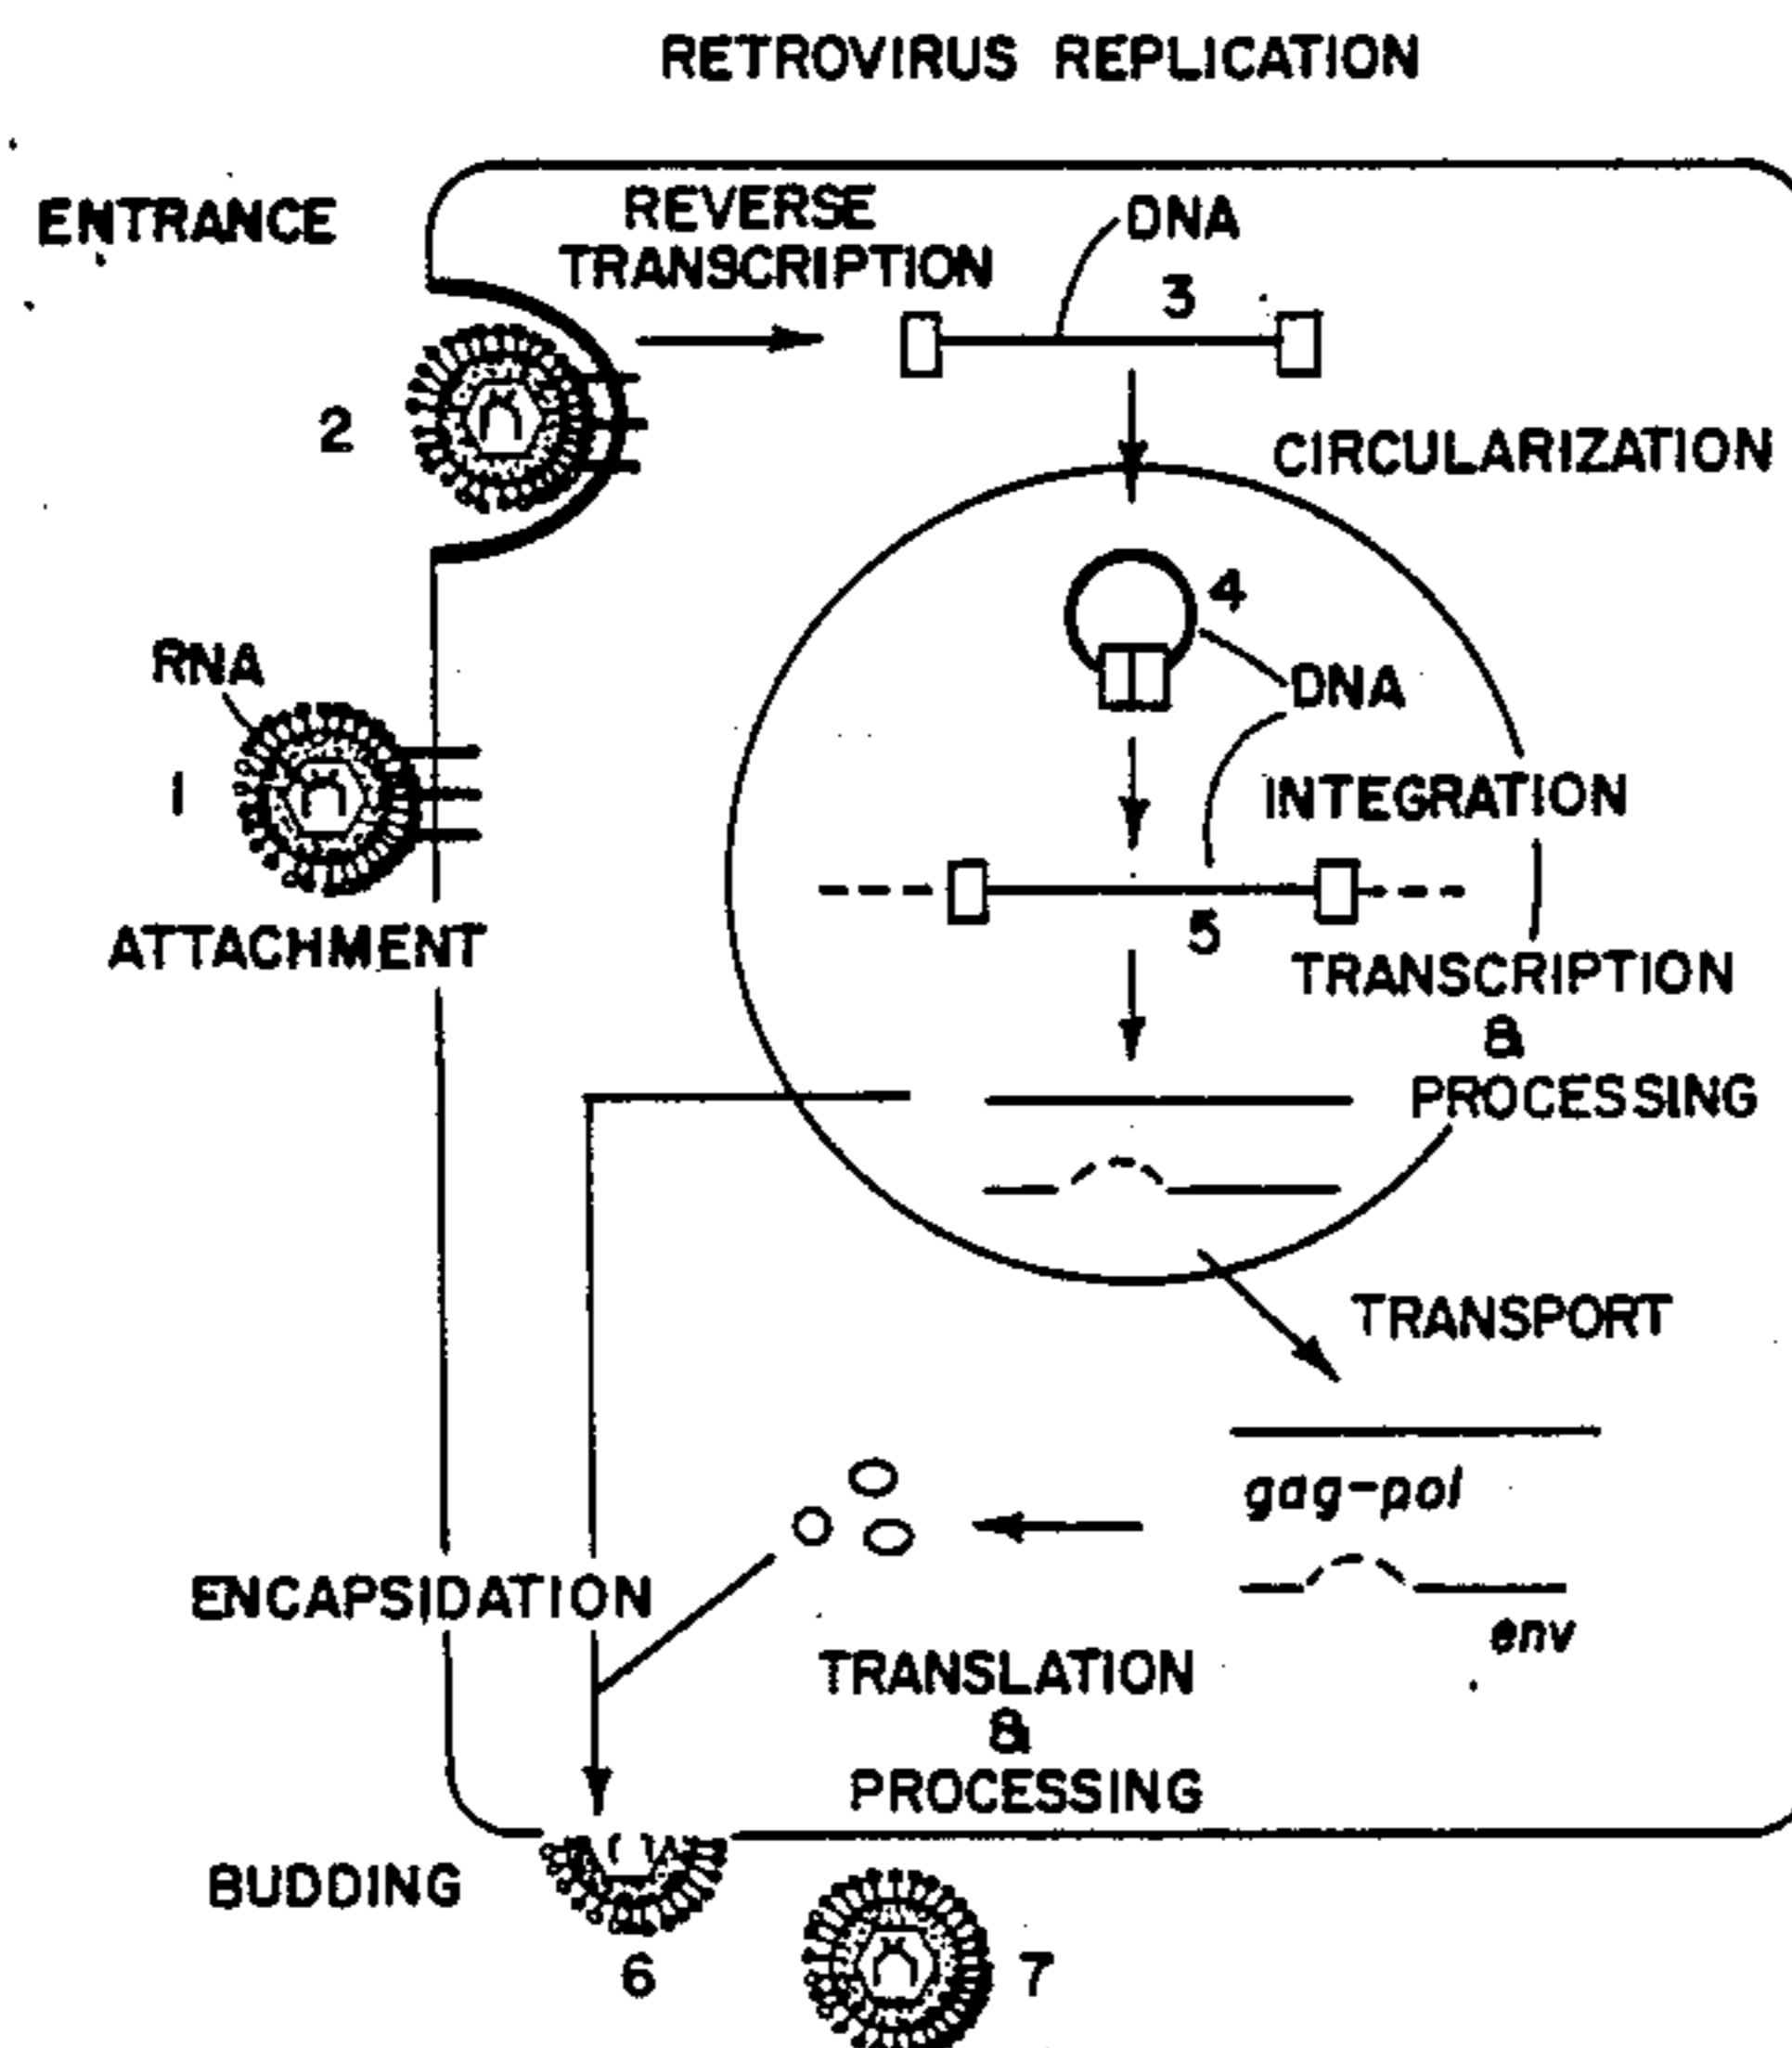 RETROVIRUS REPLICATION
ENTRANCE
REVERSE
TRANSCRIPTION
DNA
3
2
CIRCULARIZATION
4
RNA
DNA
1
INTEGRATION
ATTACHMENT
5
TRANSCRIPTION
&
PROCESSING
TRANSPORT
gag-pol
ENCAPSIDATION
env
TRANSLATION
&
PROCESSING
BUDDING
6
7